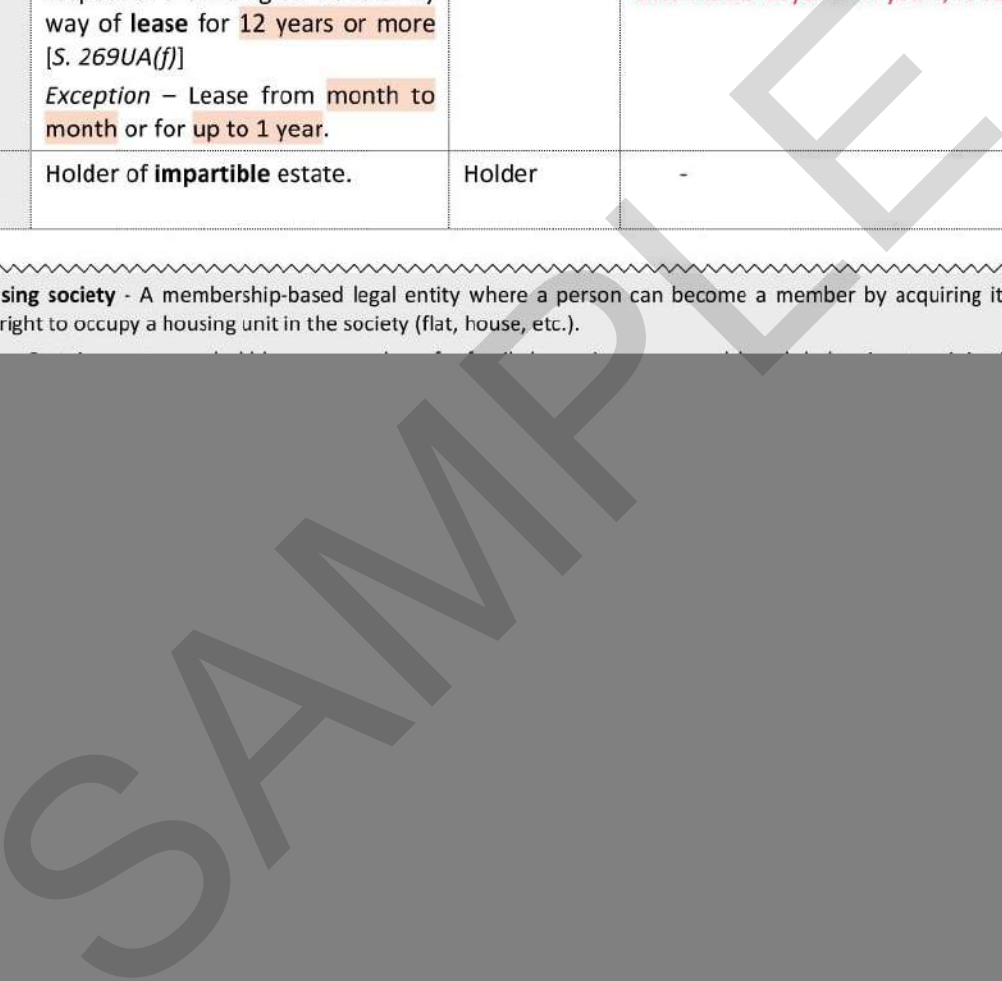 way of lease for 12 years or more
[S. 269UA(f)]
Exception – Lease from month to
month or for up to 1 year.
Holder of impartible estate.
Holder
-
sing society - A membership-based legal entity where a person can become a member by acquiring it
right to occupy a housing unit in the society (flat, house, etc.).
SAMPLE